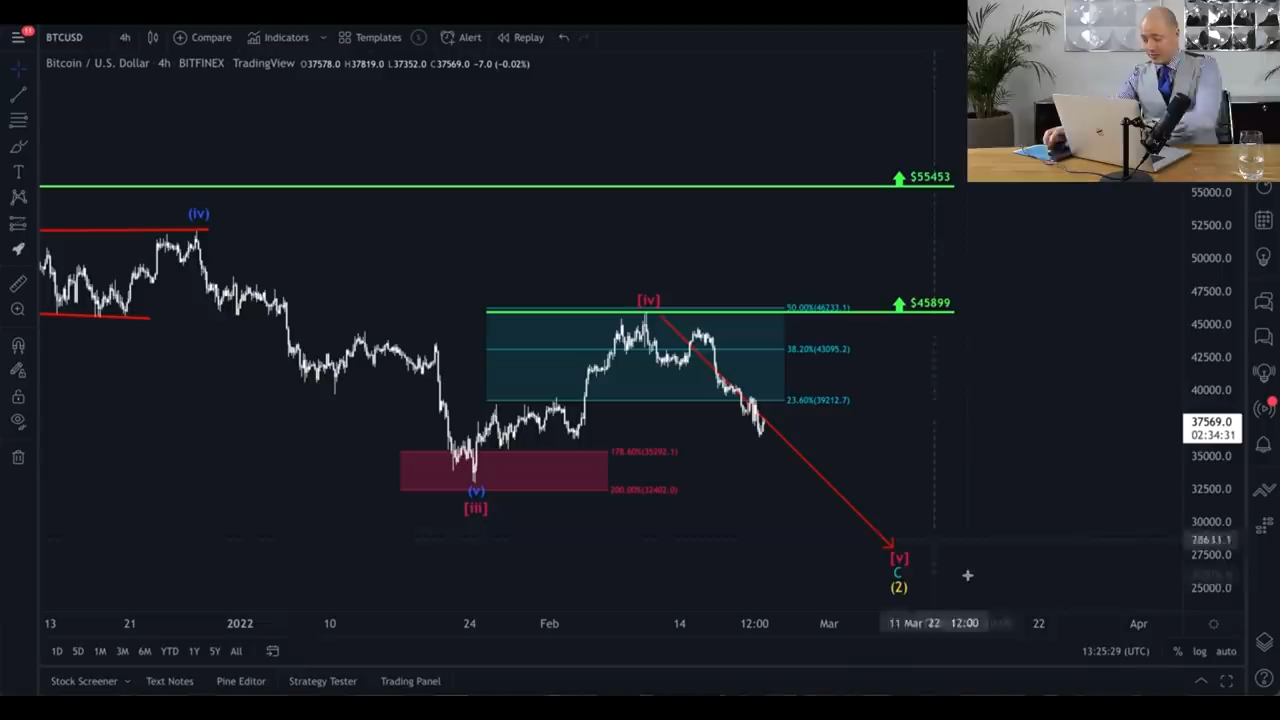 BTCUSD 4h Compare Indicators Templates Alert Replay
11
Bitcoin / U.S. Dollar 4h BITFINEX TradingView O37578.0 H37819.0 L37352.0 C37569.0 -7.0 (-0.02%)
$55453
55000.0
(iv)
52500.0
50000.0
47500.0
[iv]
50.00%(46233.1)
$45899
45000.0
38.20%(43095.2)
42500.0
40000.0
23.60%(39212.7)
37569.0
02:34:31
178.60%(35292.1)
35000.0
200.00%(32402.0)
32500.0
(v)
[iii]
30000.0
27500.0
[v]
C
(2)
25000.0
13 21 2022 10 24 Feb 14 12:00 Mar 11 Mar '22 12:00 22 Apr
1D 5D 1M 3M 6M YTD 1Y 5Y All 13:25:29 (UTC) % log auto
Stock Screener Text Notes Pine Editor Strategy Tester Trading Panel